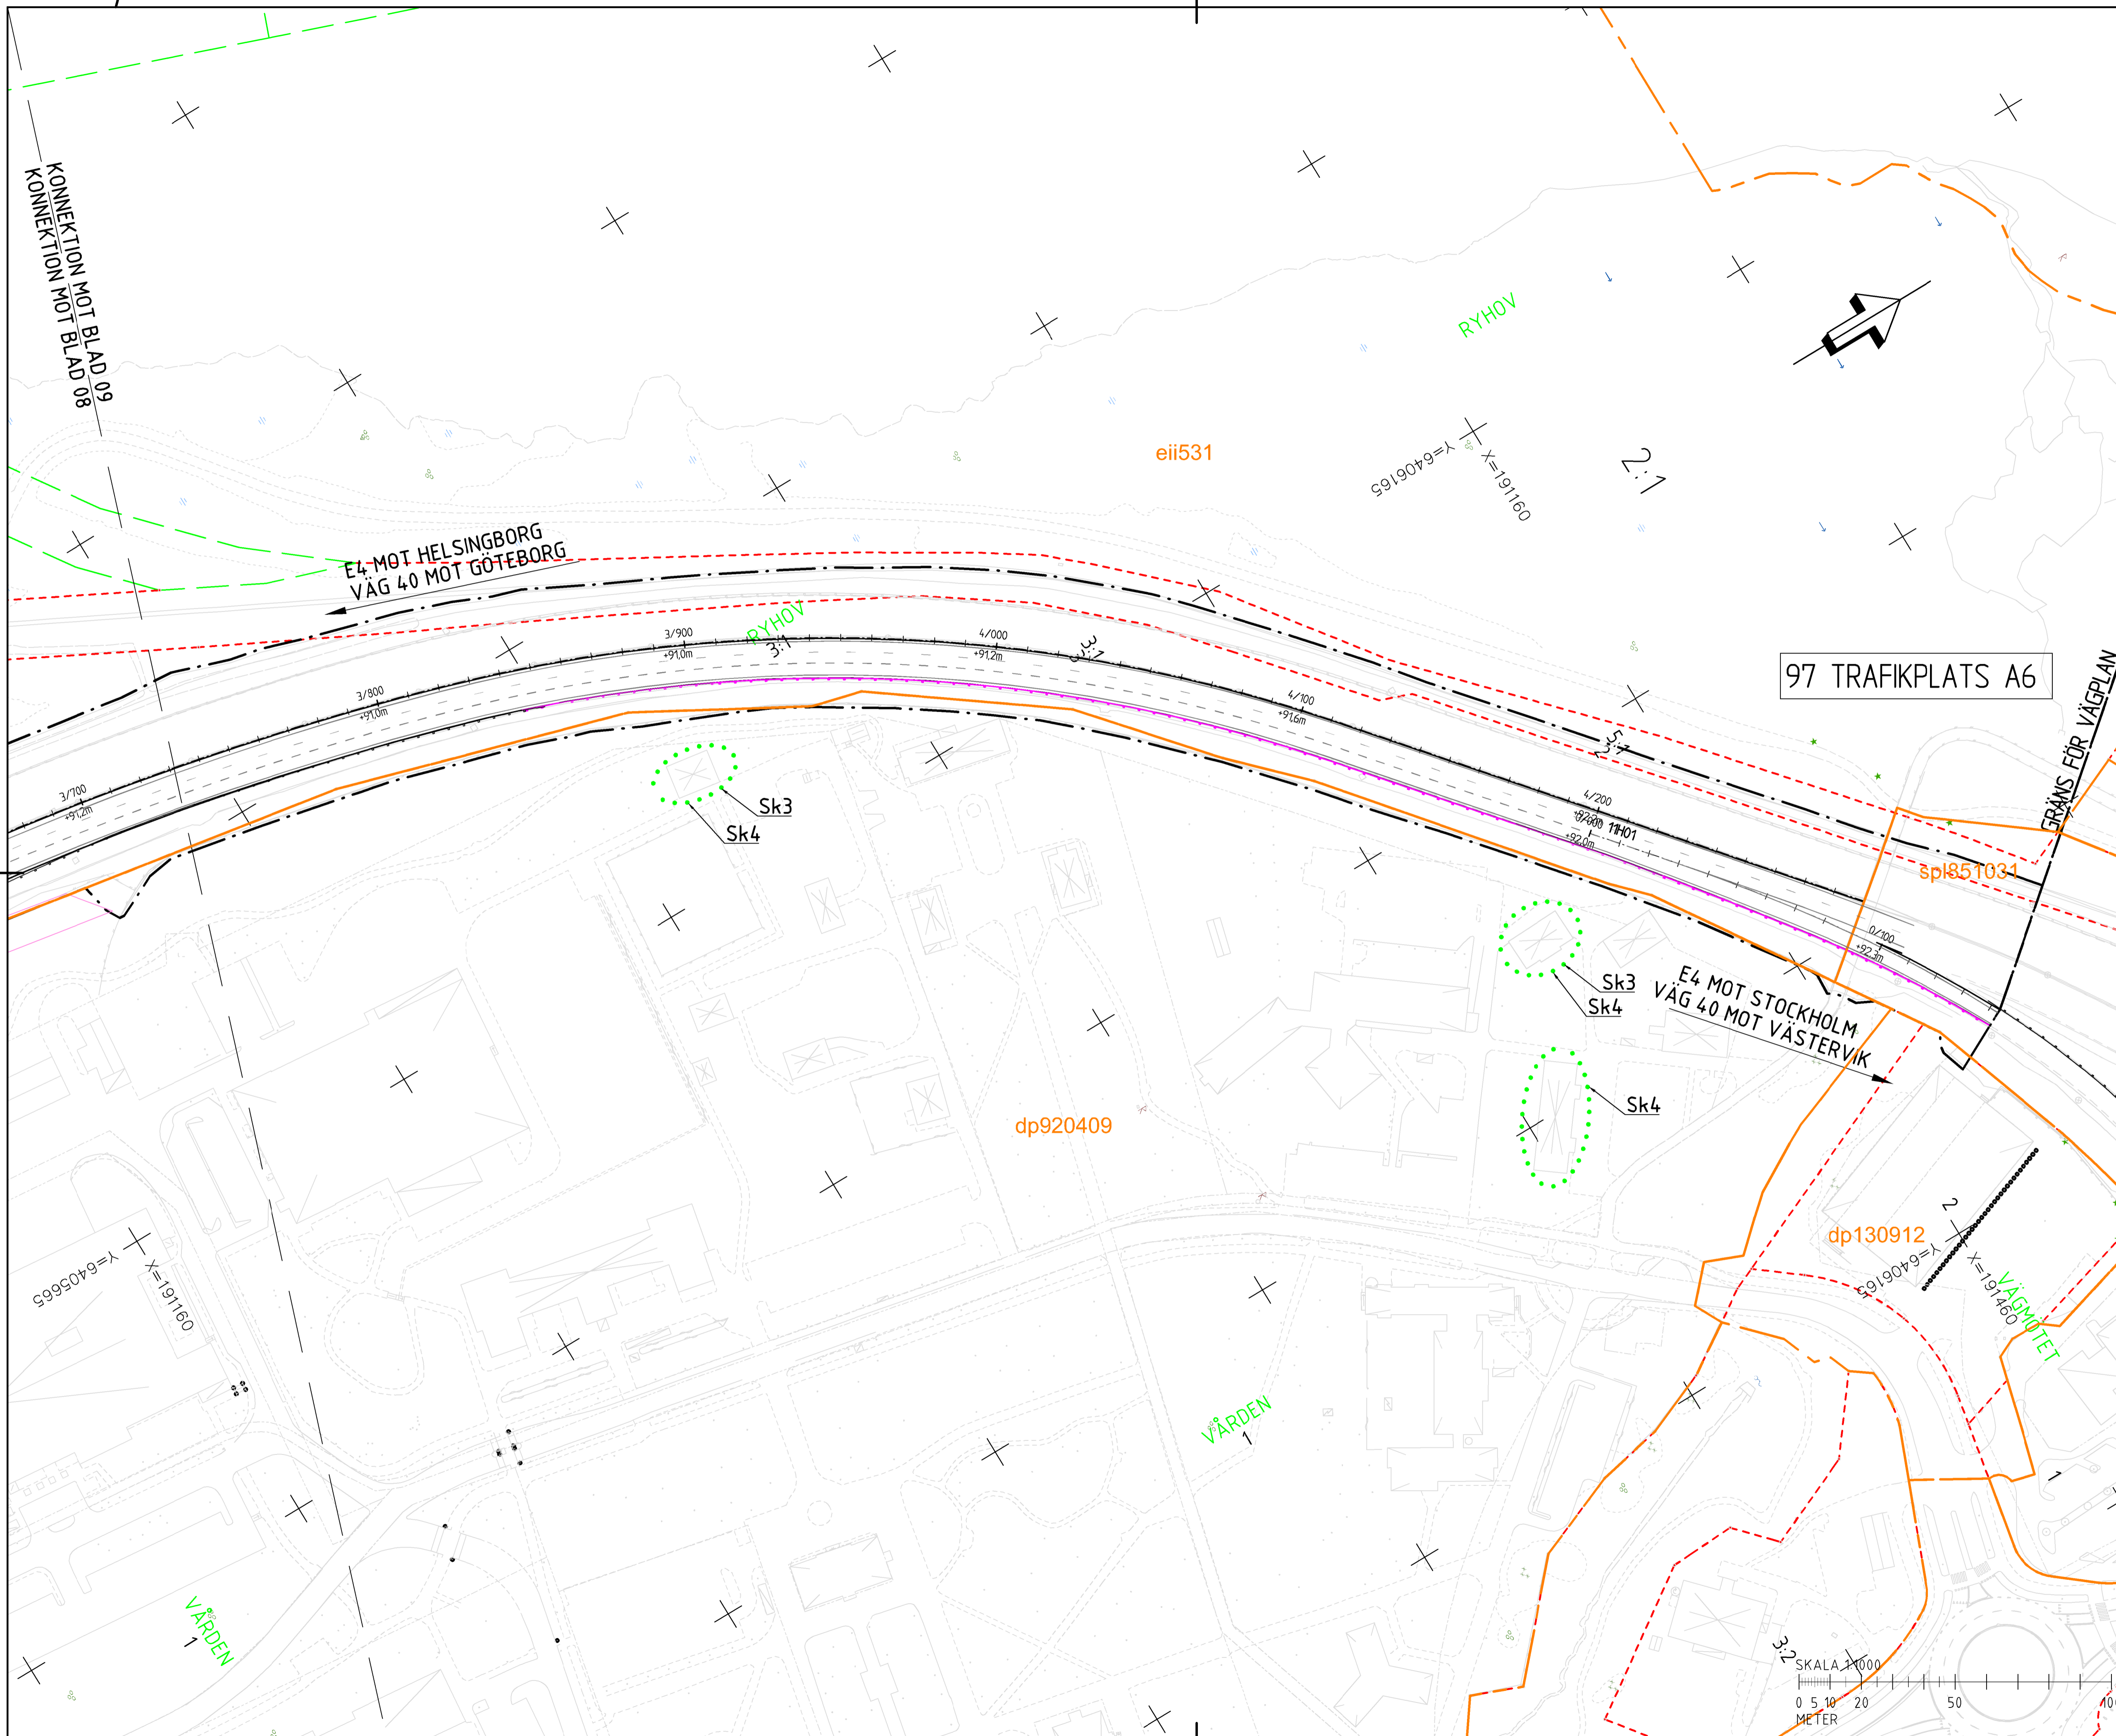 KONNEKTION MOT BLAD 09
KONNEKTION MOT BLAD 08
RYHOV
eii531
Y=6406165
X=191160
2:1
E4 MOT HELSINGBORG
VÄG 40 MOT GÖTEBORG
RYHOV
3:1
3/700
+91,2m
3/800
+91,0m
3/900
+91,0m
4/000
+91,2m
3:1
4/100
+91,6m
5:1
4/200
0/000
11H01
+92,0m
0/100
+92.3m
97 TRAFIKPLATS A6
GRÄNS FÖR VÄGPLAN
spl851031
Sk3
Sk4
Sk3
Sk4
Sk4
E4 MOT STOCKHOLM
VÄG 40 MOT VÄSTERVIK
dp920409
dp130912
2
Y=6406165
X=191460
VÄGMÖTET
Y=6405665
X=191160
VÅRDEN
1
VÅRDEN
1
1
3:2
SKALA 1:1000
0 5 10 20 50
METER